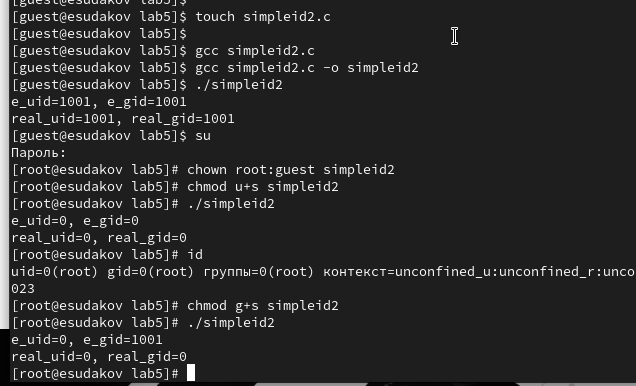 [guest@esudakov lab5]$
[guest@esudakov lab5]$ touch simpleid2.c
[guest@esudakov lab5]$
[guest@esudakov lab5]$ gcc simpleid2.c
[guest@esudakov lab5]$ gcc simpleid2.c -o simpleid2
[guest@esudakov lab5]$ ./simpleid2
e_uid=1001, e_gid=1001
real_uid=1001, real_gid=1001
[guest@esudakov lab5]$ su
Пароль:
[root@esudakov lab5]# chown root:guest simpleid2
[root@esudakov lab5]# chmod u+s simpleid2
[root@esudakov lab5]# ./simpleid2
e_uid=0, e_gid=0
real_uid=0, real_gid=0
[root@esudakov lab5]# id
uid=0(root) gid=0(root) группы=0(root) контекст=unconfined_u:unconfined_r:unco
023
[root@esudakov lab5]# chmod g+s simpleid2
[root@esudakov lab5]# ./simpleid2
e_uid=0, e_gid=1001
real_uid=0, real_gid=0
[root@esudakov lab5]#